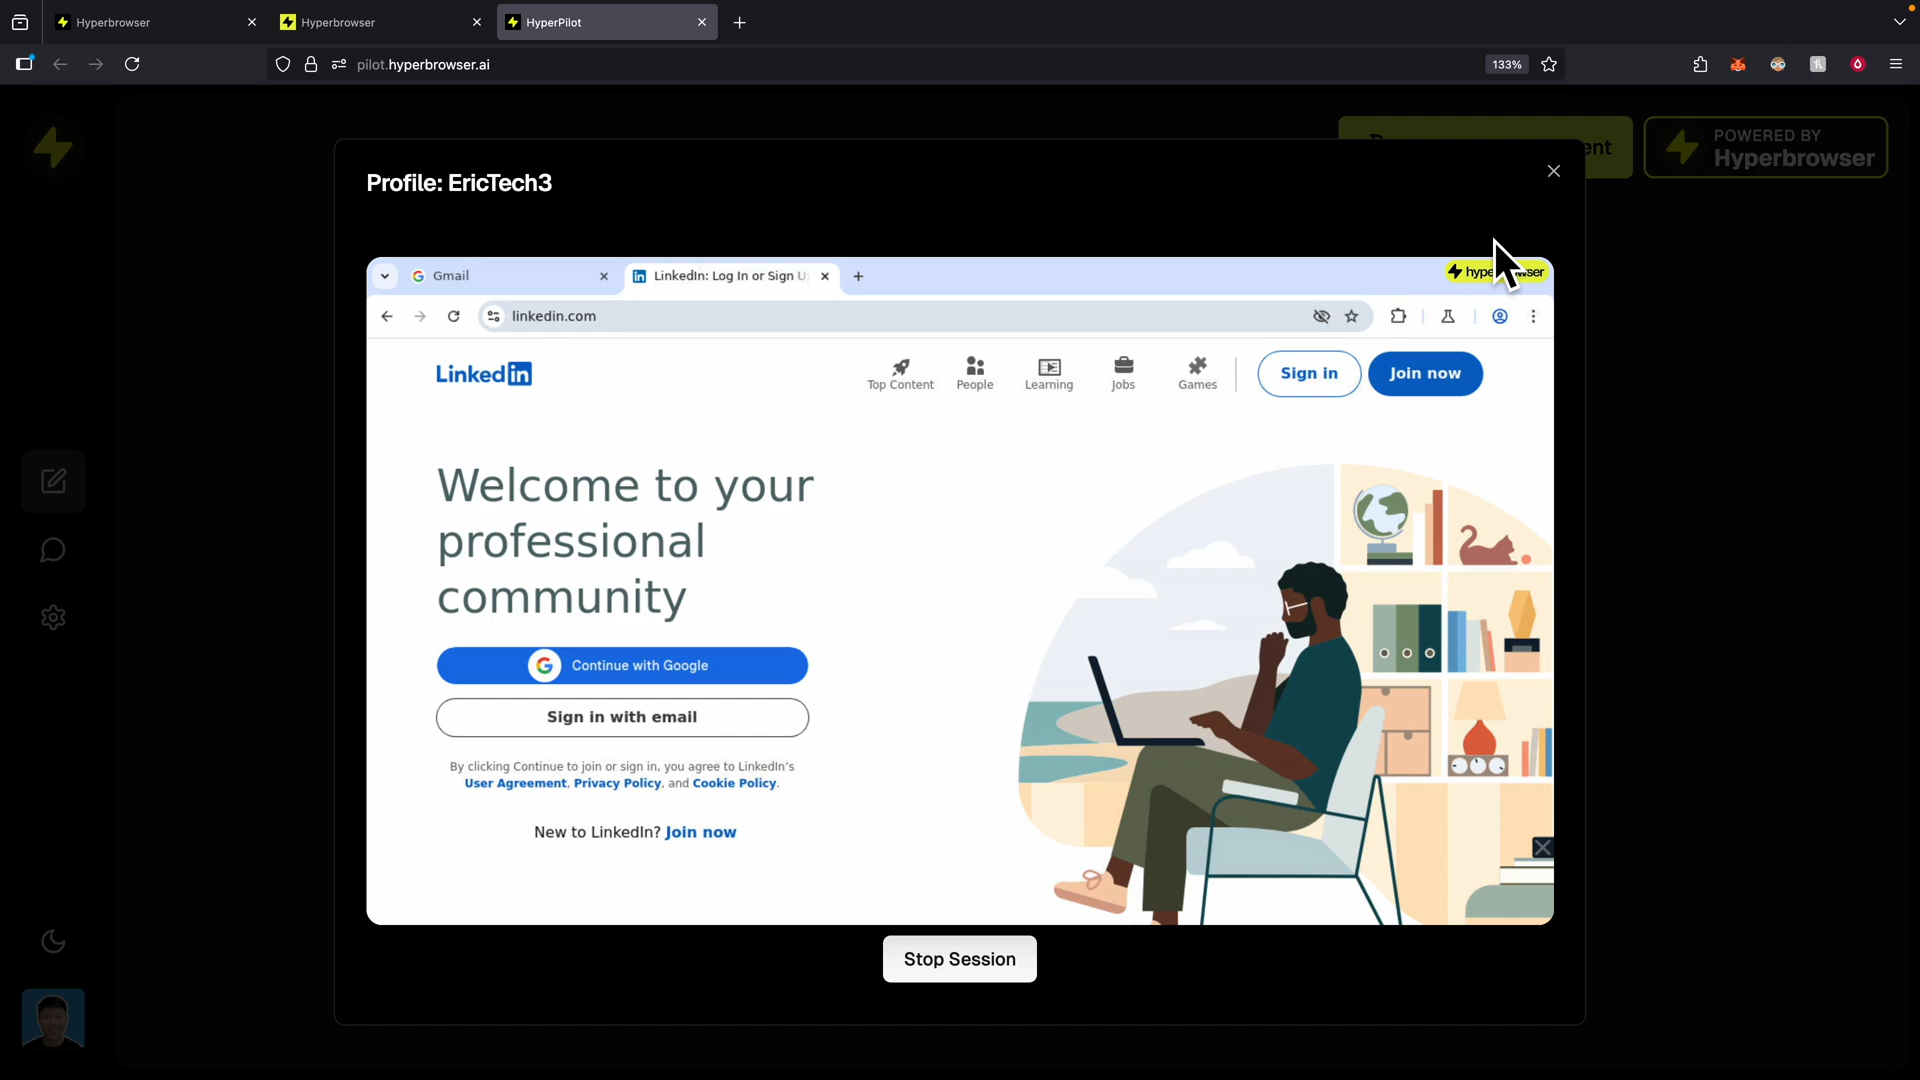 Hyperbrowser
Hyperbrowser
HyperPilot
pilot.hyperbrowser.ai
133%
ent
POWERED BY
Hyperbrowser
Profile: EricTech3
Gmail
LinkedIn: Log In or Sign U
linkedin.com
LinkedIn
Top Content
People
Learning
Jobs
Games
Sign in
Join now
Welcome to your
professional
community
Continue with Google
Sign in with email
By clicking Continue to join or sign in, you agree to LinkedIn’s
User Agreement, Privacy Policy, and Cookie Policy.
New to LinkedIn? Join now
Stop Session